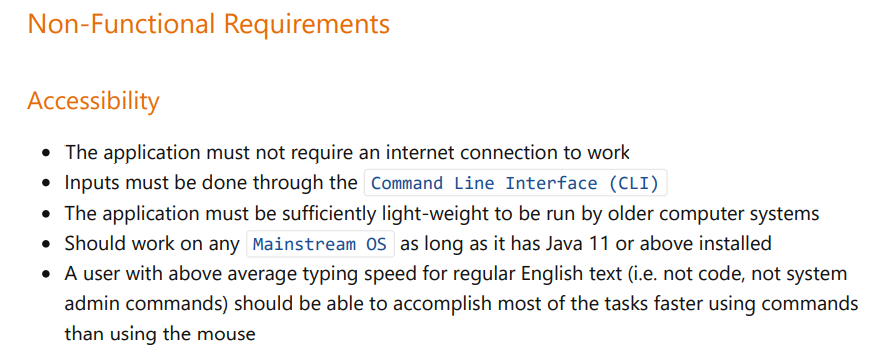 Non-Functional Requirements
Accessibility
• The application must not require an internet connection to work
• Inputs must be done through the Command Line Interface (CLI)
• The application must be sufficiently light-weight to be run by older computer systems
• Should work on any Mainstream OS as long as it has Java 11 or above installed
• A user with above average typing speed for regular English text (i.e. not code, not system
admin commands) should be able to accomplish most of the tasks faster using commands
than using the mouse